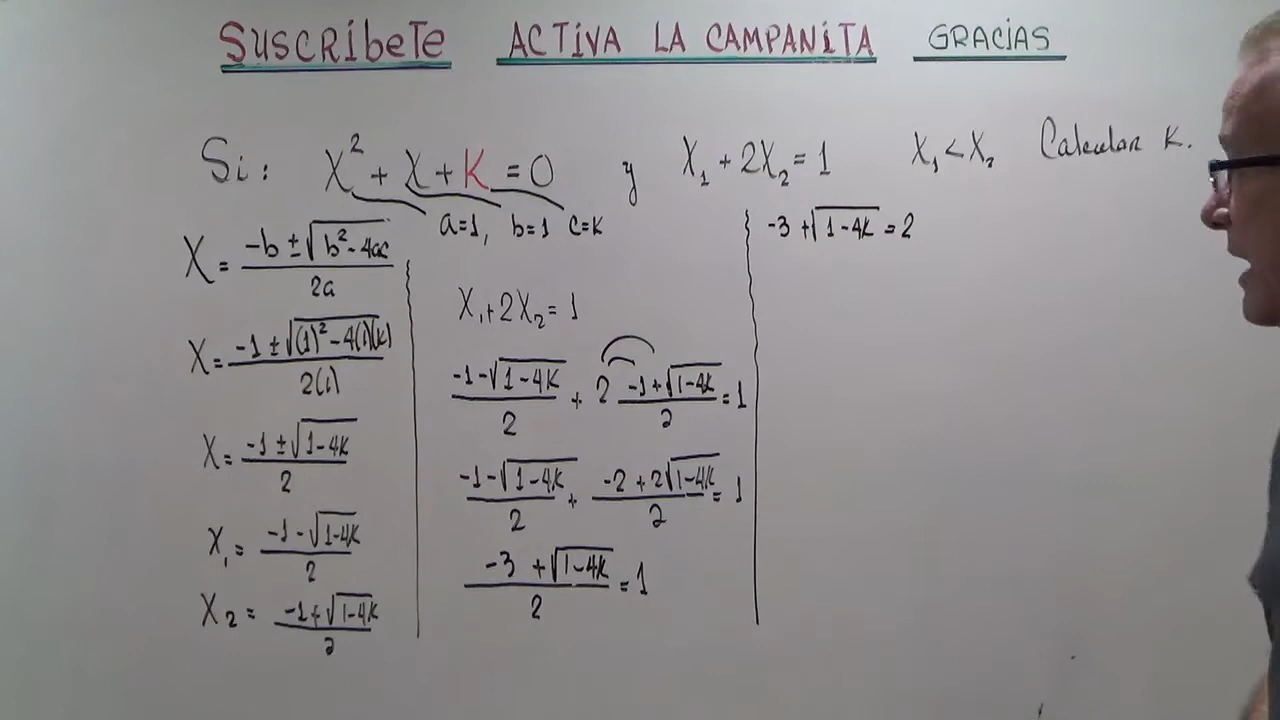 SUSCRÍBETE ACTIVA LA CAMPANITA GRACIAS
Si: X² + X + K = 0 y X₁ + 2X₂ = 1 X₁ < X₂ Calcular K.
a=1, b=1 c=K
X = (-b ± √(b² - 4ac))/2a
X = (-1 ± √((1)² - 4(1)(K)))/2(1)
X = (-1 ± √(1-4K))/2
X₁ = (-1 - √(1-4K))/2
X₂ = (-1 + √(1-4K))/2
X₁ + 2X₂ = 1
(-1 - √(1-4K))/2 + 2 (-1 + √(1-4K))/2 = 1
(-1 - √(1-4K))/2 + (-2 + 2√(1-4K))/2 = 1
(-3 + √(1-4K))/2 = 1
-3 + √(1-4K) = 2